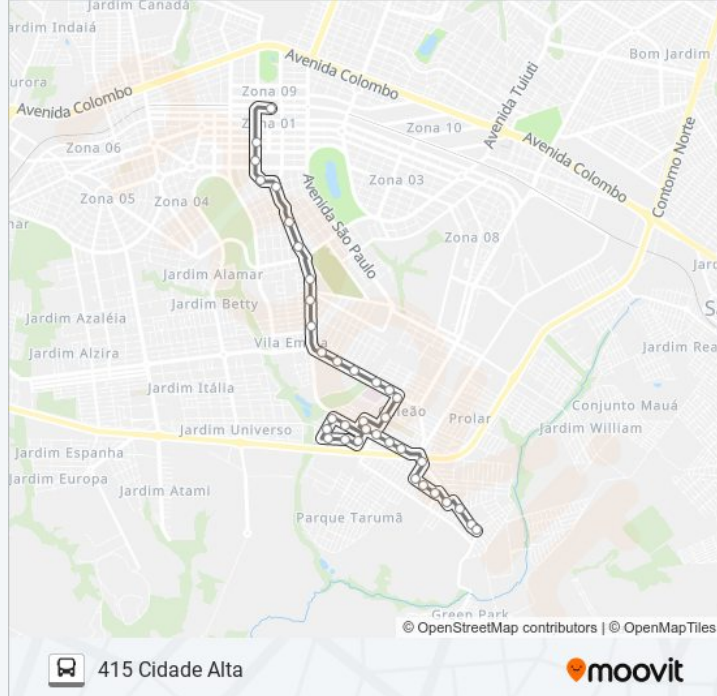 Jardim Canadá
Jardim Indaiá
Avenida Colombo
Bom Jardim
Avenida Tuiuti
Avenida Colombo
Zona 09
Zona 01
Zona 10
Avenida Colombo
Contorno Norte
Zona 06
Zona 03
Zona 05
Zona 04
Avenida São Paulo
Zona 08
Jardim Alamar
Jardim Betty
Jardim Azaléia
Vila Em
Jardim Alzira
Jardim Rea
Jardim Itália
Conjunto Mauá
leão
Prolar
Jardim William
Jardim Universo
Jardim Espanha
Jardim Europa
Jardim Atami
Parque Tarumã
Green Park
© OpenStreetMap contributors | © OpenMapTiles
415 Cidade Alta
moovit